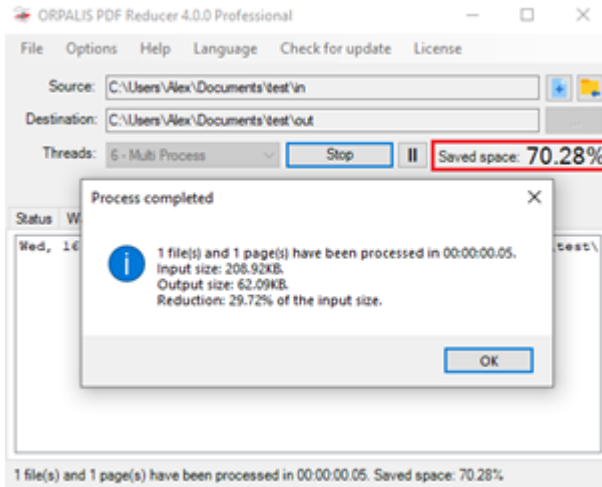 ORPALIS PDF Reducer 4.0.0 Professional
File Options Help Language Check for update License
Source: C:\Users\Alex\Documents\test\in
Destination: C:\Users\Alex\Documents\test\out ...
Threads: 6 - Multi Process Stop Saved space: 70.28%
Process completed
Status W
Wed, 16 .test\
1 file(s) and 1 page(s) have been processed in 00:00:00.05.
Input size: 208.92KB.
Output size: 62.09KB.
Reduction: 29.72% of the input size.
OK
1 file(s) and 1 page(s) have been processed in 00:00:00.05. Saved space: 70.28%